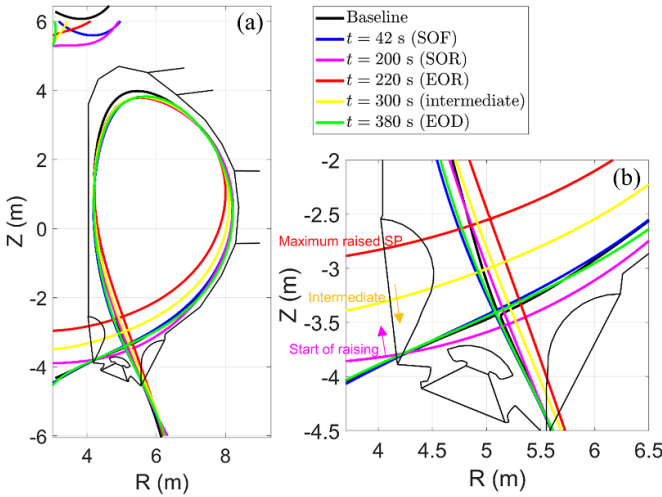 (a)
6
4
2
0
-2
-4
-6
Z (m)
4
6
8
R (m)
Baseline
t = 42 s (SOF)
t = 200 s (SOR)
t = 220 s (EOR)
t = 300 s (intermediate)
t = 380 s (EOD)
(b)
-2
-2.5
-3
-3.5
-4
-4.5
Z (m)
Maximum raised SP
Intermediate
Start of raising
4
4.5
5
5.5
6
6.5
R (m)